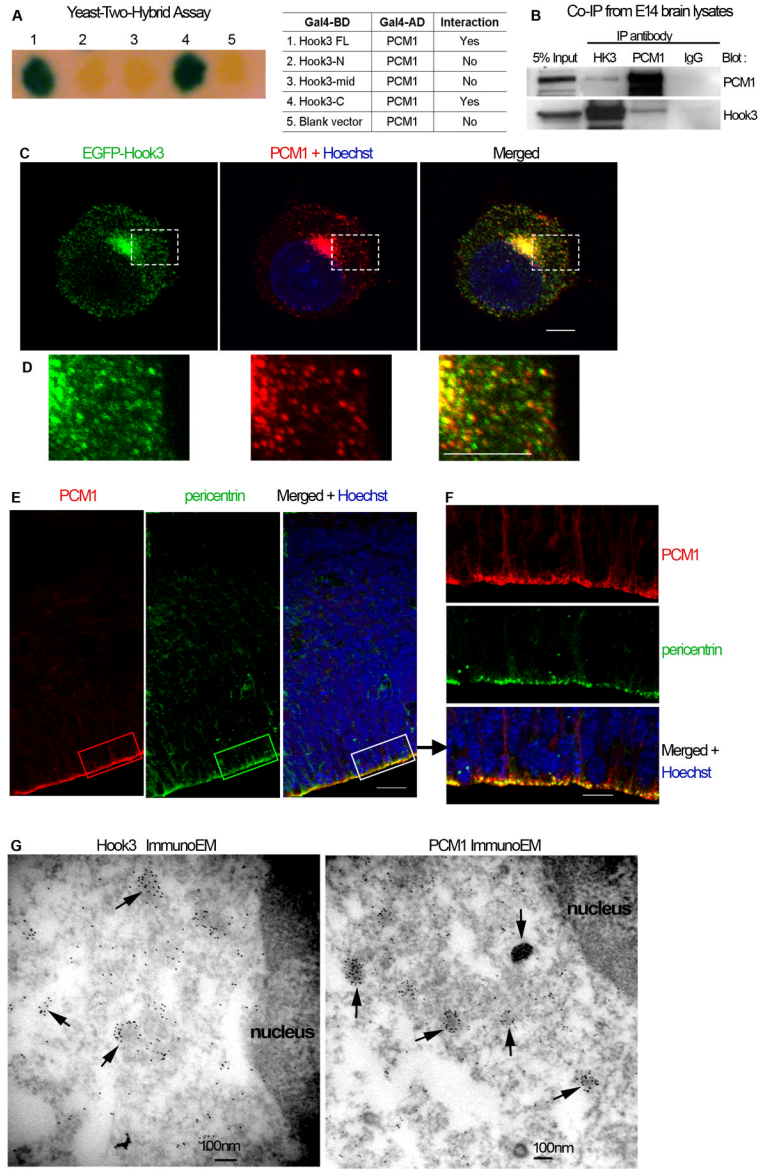 A
Yeast-Two-Hybrid Assay
1 2 3 4 5
Gal4-BD Gal4-AD Interaction
1. Hook3 FL PCM1 Yes
2. Hook3-N PCM1 No
3. Hook3-mid PCM1 No
4. Hook3-C PCM1 Yes
5. Blank vector PCM1 No
B
Co-IP from E14 brain lysates
IP antibody
5% Input HK3 PCM1 IgG Blot :
PCM1
Hook3
C
EGFP-Hook3 PCM1 + Hoechst Merged
D
E
PCM1 pericentrin Merged + Hoechst
F
PCM1
pericentrin
Merged +
Hoechst
G
Hook3 ImmunoEM
nucleus
100nm
PCM1 ImmunoEM
nucleus
100nm